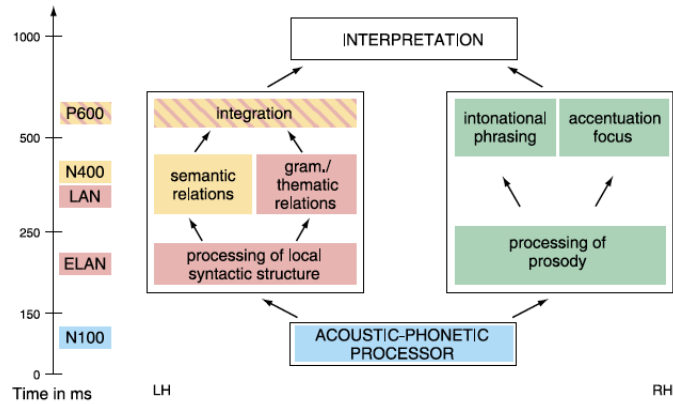 1000
P600
500
N400
LAN
250
ELAN
150
N100
0
Time in ms
INTERPRETATION
integration
semantic
relations
gram./
thematic
relations
processing of local
syntactic structure
intonational
phrasing
accentuation
focus
processing of
prosody
ACOUSTIC-PHONETIC
PROCESSOR
LH
RH